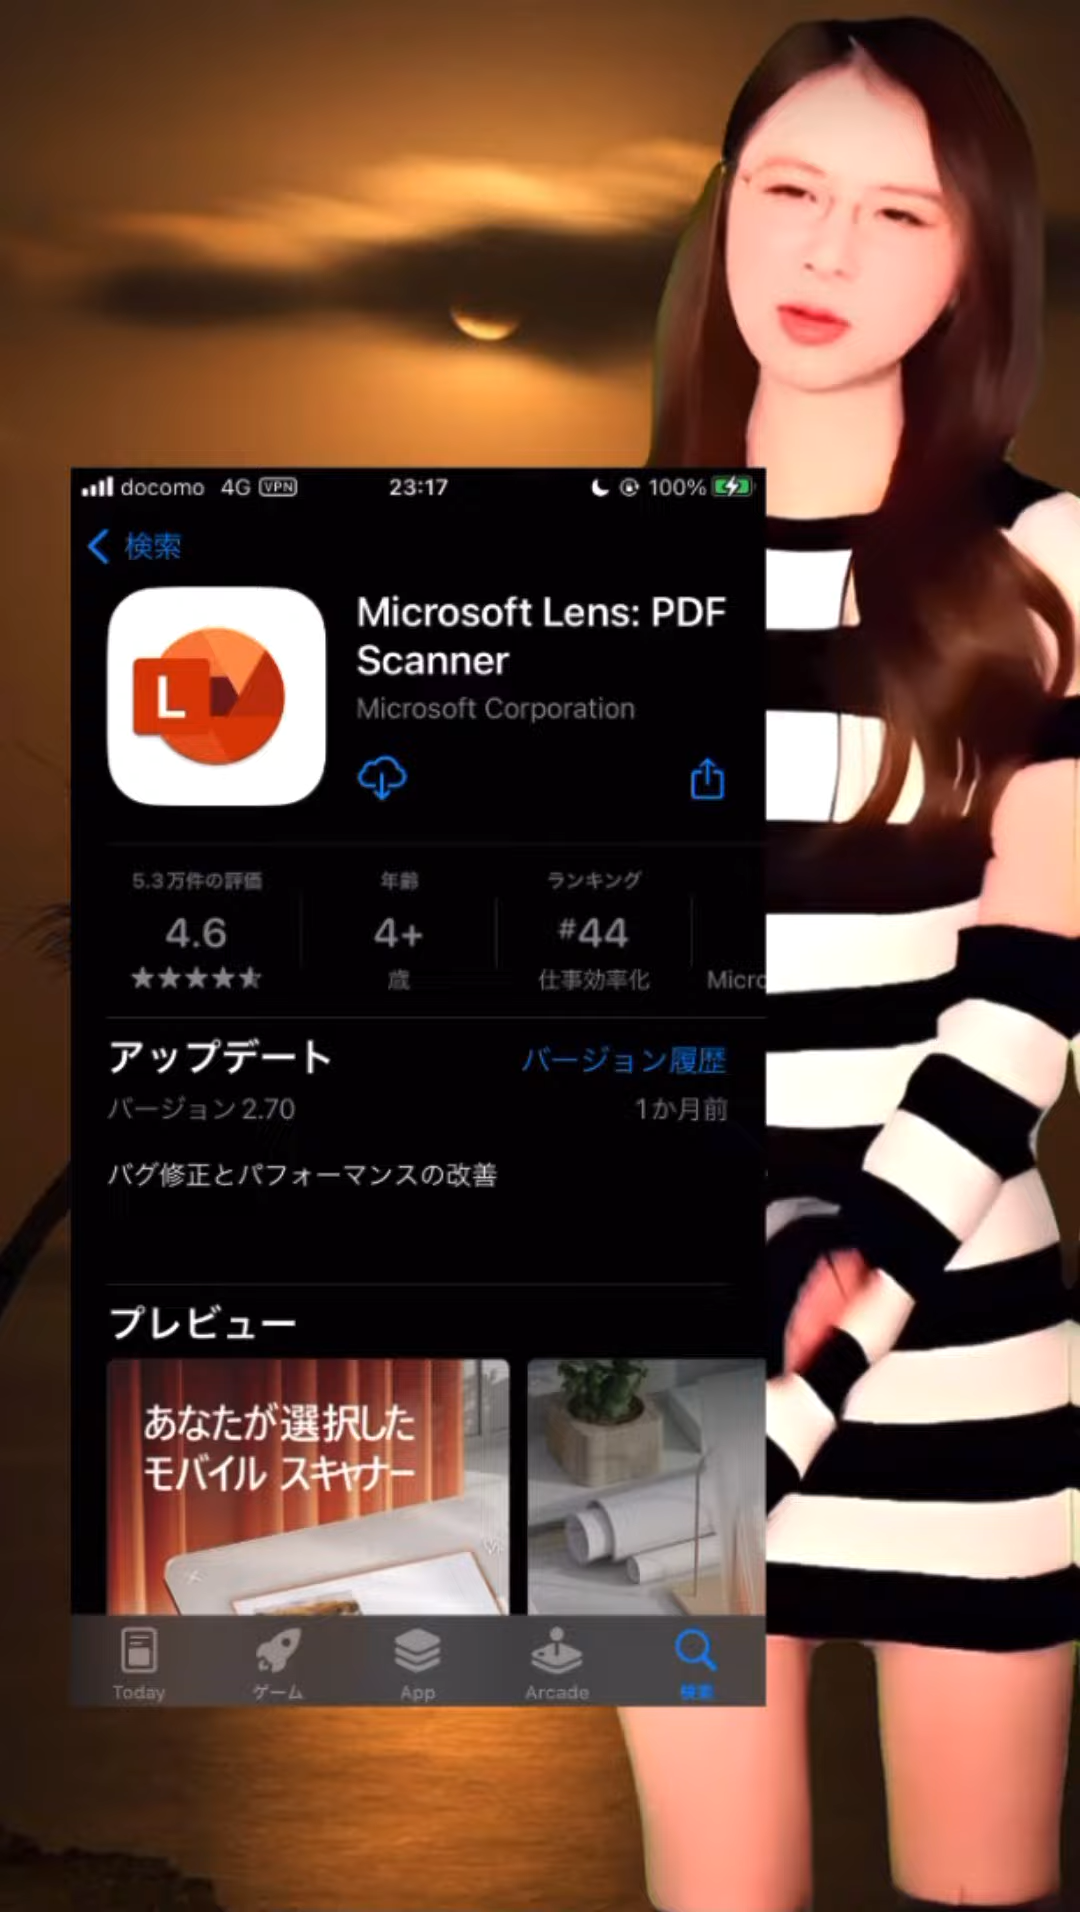 docomo 4G VPN 23:17 100%
検索
Microsoft Lens: PDF
Scanner
Microsoft Corporation
L
5.3万件の評価 年齢 ランキング
4.6 4+ #44
歳 仕事効率化 Micro
アップデート バージョン履歴
バージョン 2.70 1か月前
バグ修正とパフォーマンスの改善
プレビュー
あなたが選択した
モバイル スキャナー
Today ゲーム App Arcade 検索